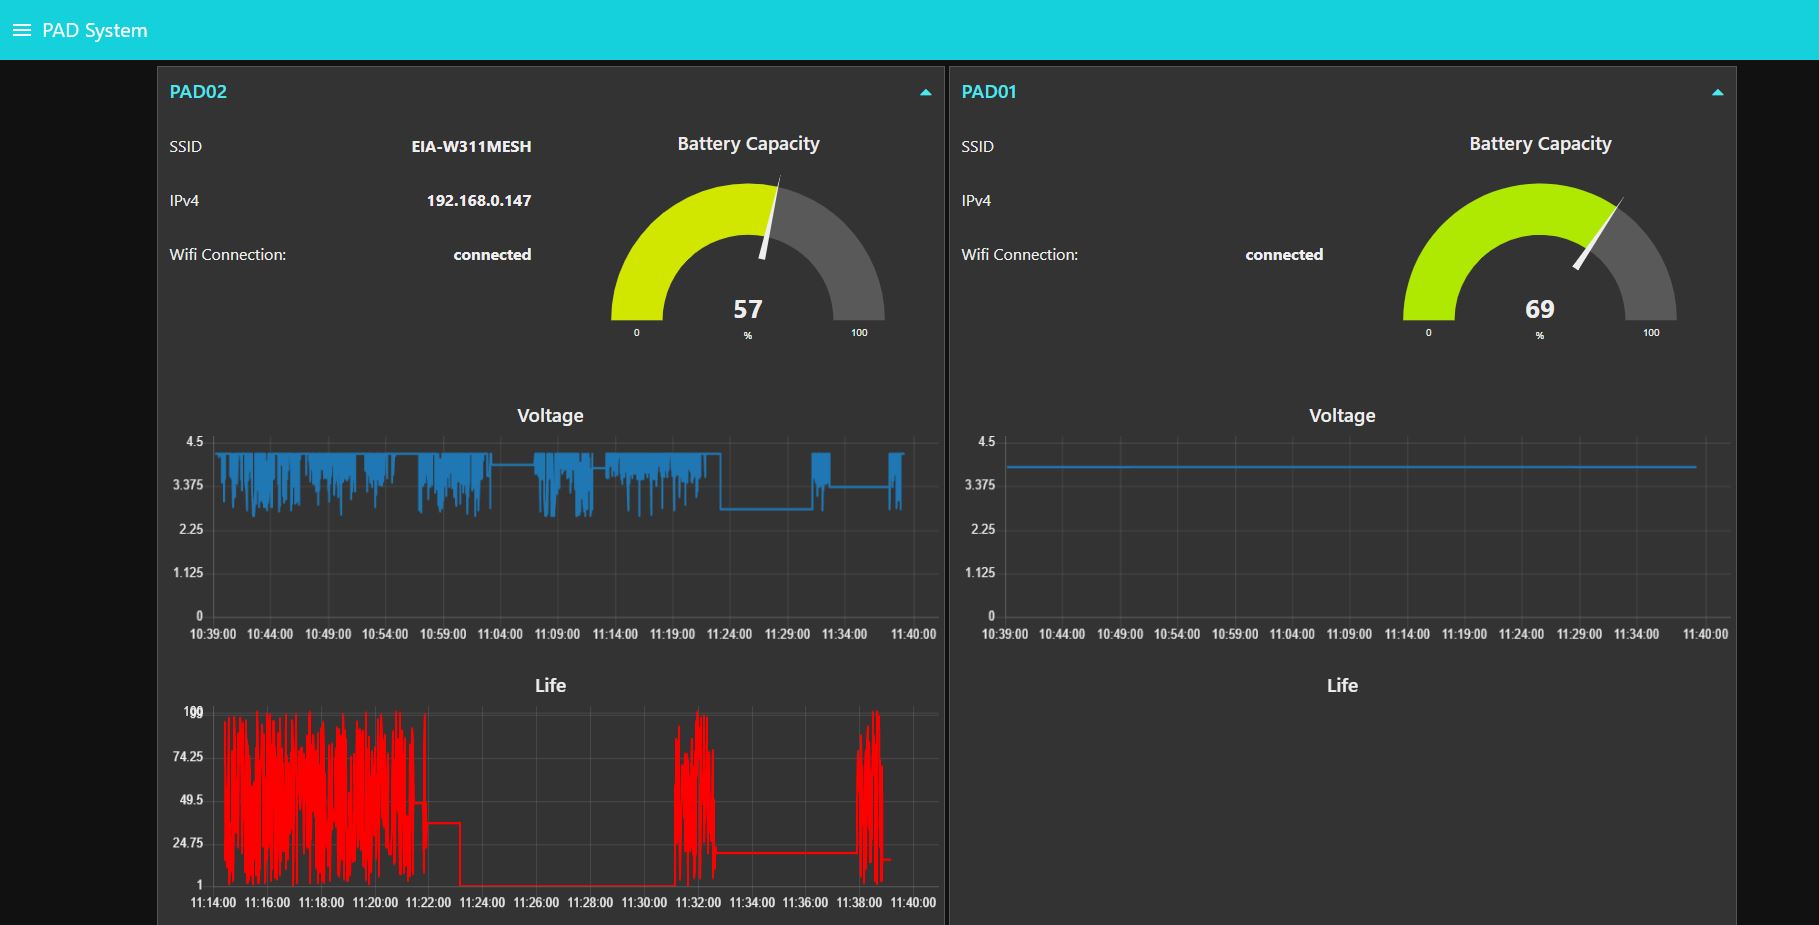 PAD System
PAD02
SSID EIA-W311MESH
IPv4 192.168.0.147
Wifi Connection: connected
Battery Capacity
57
%
0 100
Voltage
4.5
3.375
2.25
1.125
0
10:39:00 10:44:00 10:49:00 10:54:00 10:59:00 11:04:00 11:09:00 11:14:00 11:19:00 11:24:00 11:29:00 11:34:00 11:40:00
Life
100
99
74.25
49.5
24.75
1
11:14:00 11:16:00 11:18:00 11:20:00 11:22:00 11:24:00 11:26:00 11:28:00 11:30:00 11:32:00 11:34:00 11:36:00 11:38:00 11:40:00
PAD01
SSID
IPv4
Wifi Connection: connected
Battery Capacity
69
%
0 100
Voltage
4.5
3.375
2.25
1.125
0
10:39:00 10:44:00 10:49:00 10:54:00 10:59:00 11:04:00 11:09:00 11:14:00 11:19:00 11:24:00 11:29:00 11:34:00 11:40:00
Life